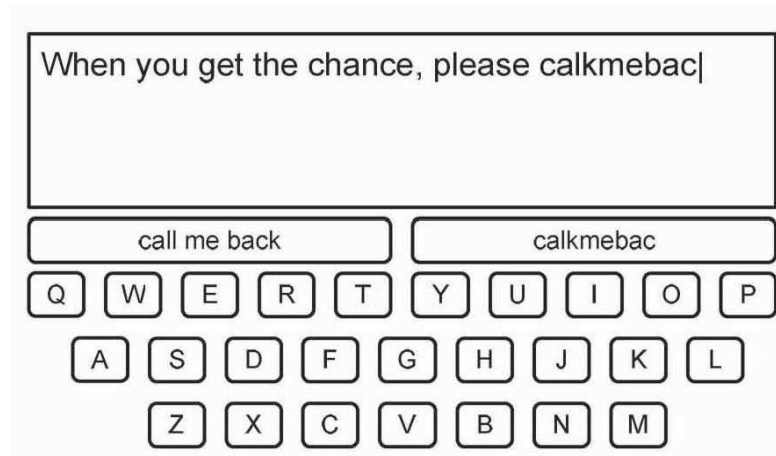 When you get the chance, please calkmebac|
call me back calkmebac
Q W E R T Y U I O P
A S D F G H J K L
Z X C V B N M